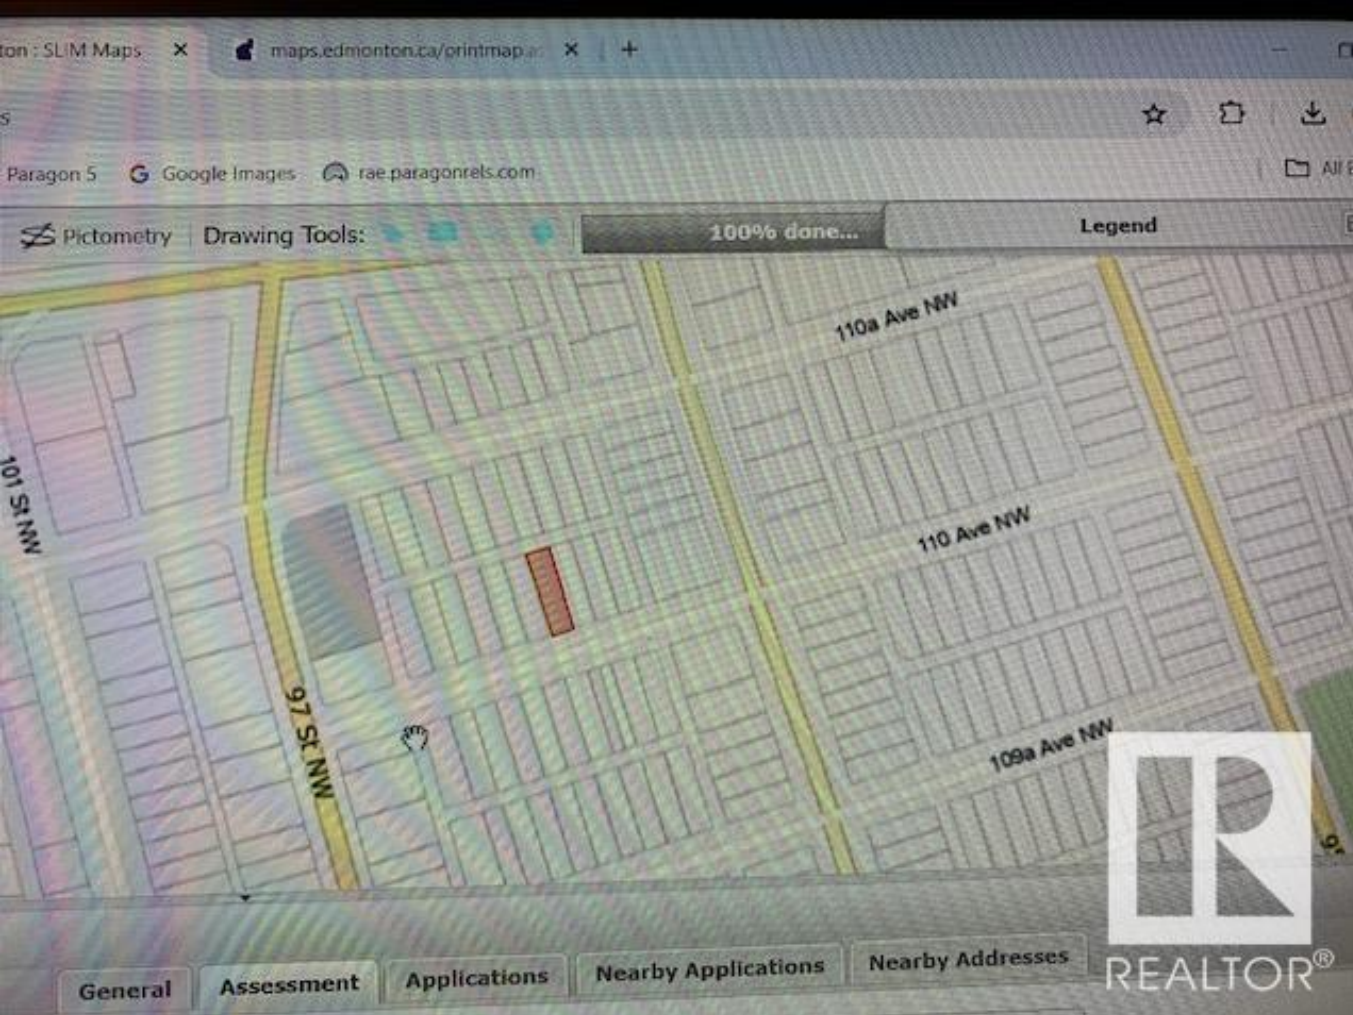 ton : SLIM Maps
maps.edmonton.ca/printmap.a
s
Paragon 5
Google Images
rae.paragonrels.com
All
Pictometry
Drawing Tools:
100% done...
Legend
110a Ave NW
101 St NW
110 Ave NW
97 St NW
109a Ave NW
General
Assessment
Applications
Nearby Applications
Nearby Addresses
R
REALTOR®